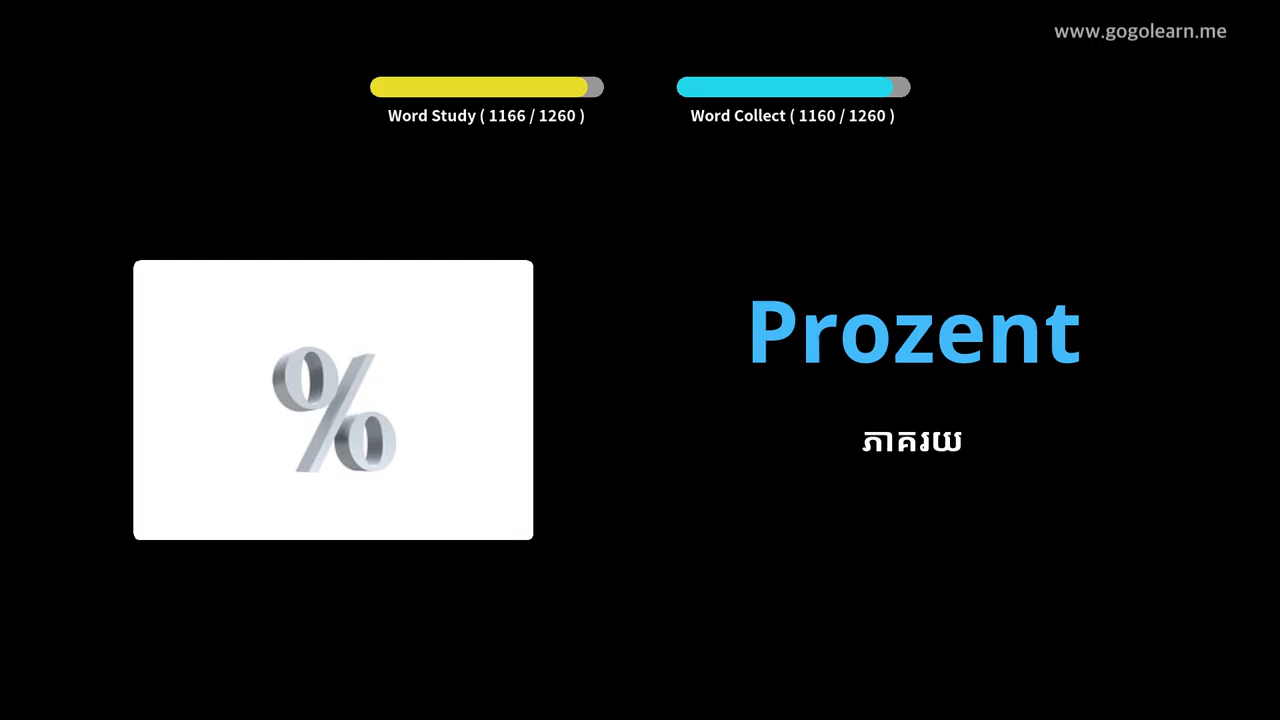 www.gogolearn.me
Word Study ( 1166 / 1260 )
Word Collect ( 1160 / 1260 )
%
Prozent
ភាគរយ